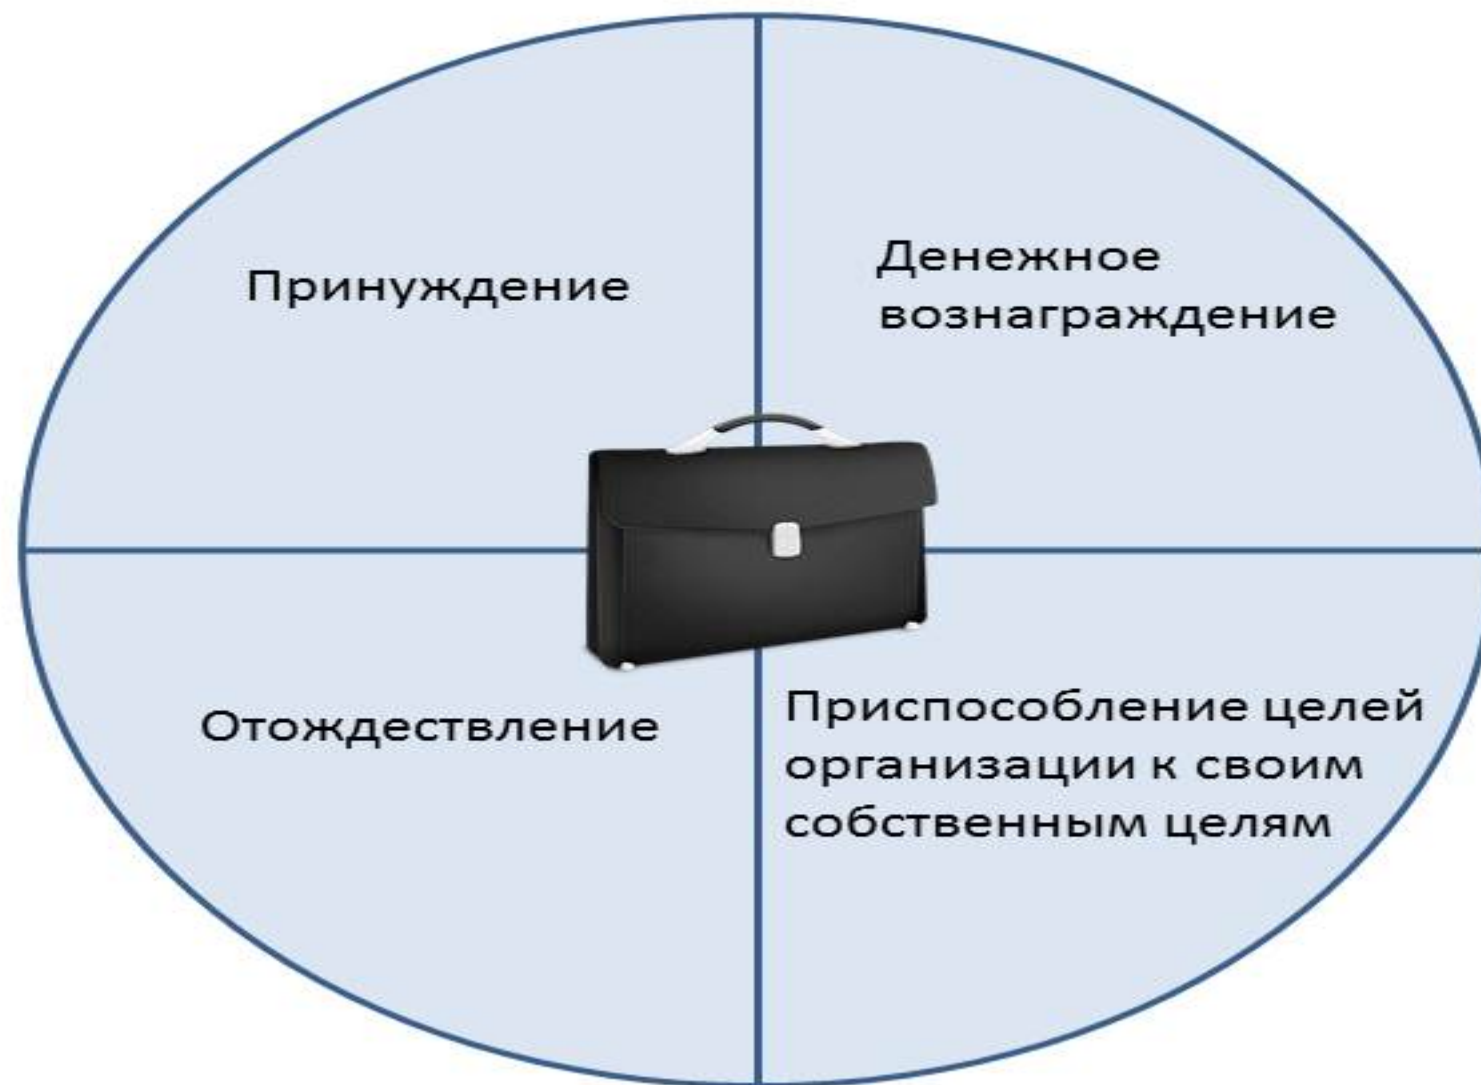 Принуждение
Денежное
вознаграждение
Отождествление
Приспособление целей
организации к своим
собственным целям